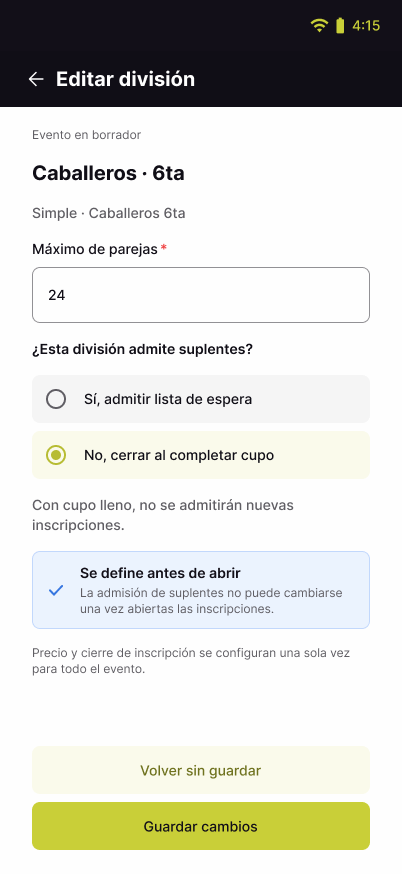 4:15
Editar división
Evento en borrador
Caballeros · 6ta
Simple · Caballeros 6ta
Máximo de parejas *
24
¿Esta división admite suplentes?
Sí, admitir lista de espera
No, cerrar al completar cupo
Con cupo lleno, no se admitirán nuevas
inscripciones.
Se define antes de abrir
La admisión de suplentes no puede cambiarse
una vez abiertas las inscripciones.
Precio y cierre de inscripción se configuran una sola vez
para todo el evento.
Volver sin guardar
Guardar cambios